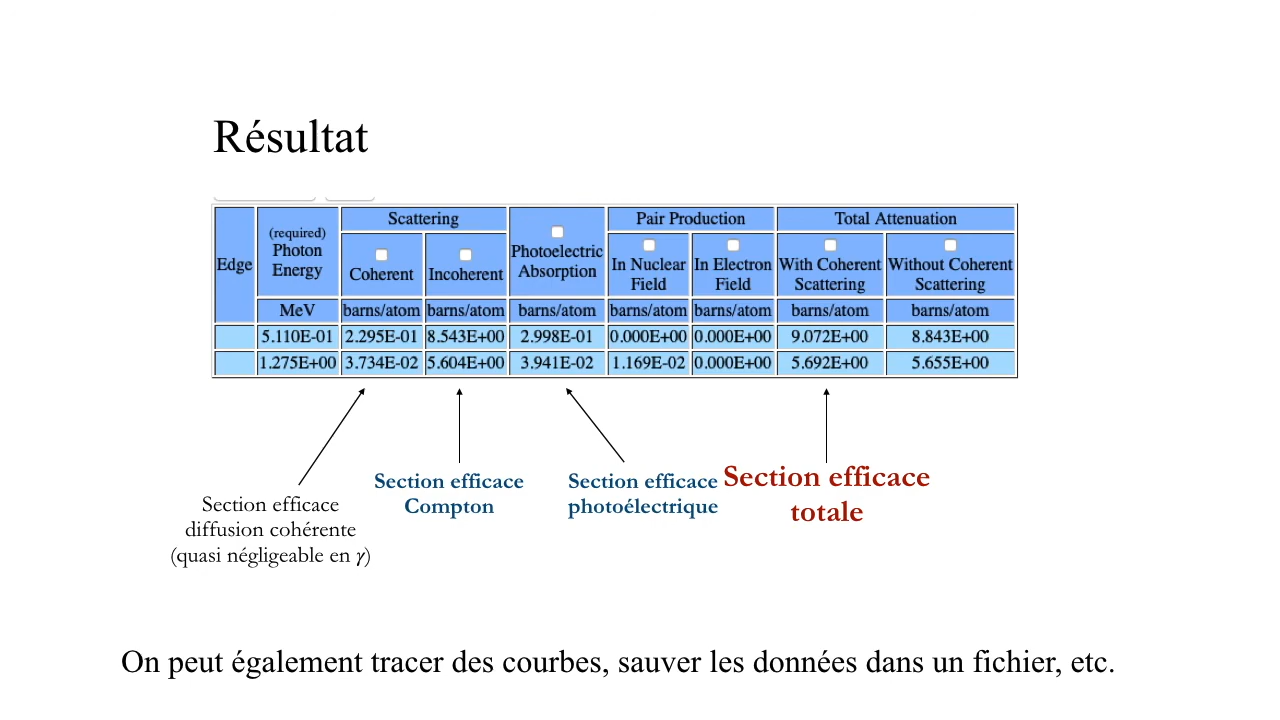 Résultat
Edge
(required)
Photon
Energy
MeV
Scattering
Coherent
Incoherent
barns/atom barns/atom
Photoelectric
Absorption
barns/atom
Pair Production
In Nuclear
Field
In Electron
Field
barns/atom barns/atom
Total Attenuation
With Coherent
Scattering
Without Coherent
Scattering
barns/atom barns/atom
5.110E-01 2.295E-01 8.543E+00 2.998E-01 0.000E+00 0.000E+00 9.072E+00 8.843E+00
1.275E+00 3.734E-02 5.604E+00 3.941E-02 1.169E-02 0.000E+00 5.692E+00 5.655E+00
Section efficace
diffusion cohérente
(quasi négligeable en γ)
Section efficace
Compton
Section efficace
photoélectrique
Section efficace
totale
On peut également tracer des courbes, sauver les données dans un fichier, etc.